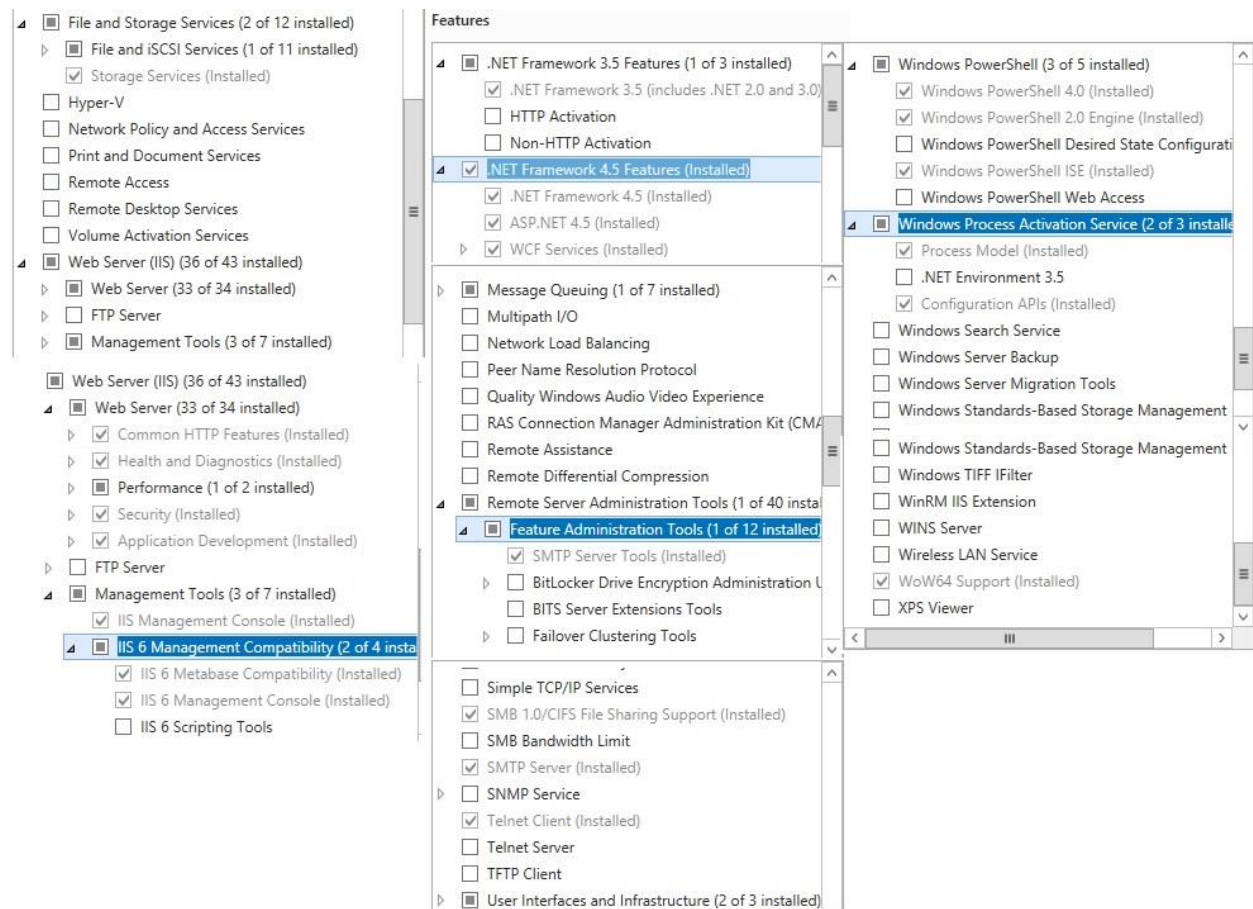 File and Storage Services (2 of 12 installed)
File and iSCSI Services (1 of 11 installed)
Storage Services (Installed)
Hyper-V
Network Policy and Access Services
Print and Document Services
Remote Access
Remote Desktop Services
Volume Activation Services
Web Server (IIS) (36 of 43 installed)
Web Server (33 of 34 installed)
FTP Server
Management Tools (3 of 7 installed)
Web Server (IIS) (36 of 43 installed)
Web Server (33 of 34 installed)
Common HTTP Features (Installed)
Health and Diagnostics (Installed)
Performance (1 of 2 installed)
Security (Installed)
Application Development (Installed)
FTP Server
Management Tools (3 of 7 installed)
IIS Management Console (Installed)
IIS 6 Management Compatibility (2 of 4 insta
IIS 6 Metabase Compatibility (Installed)
IIS 6 Management Console (Installed)
IIS 6 Scripting Tools
Features
.NET Framework 3.5 Features (1 of 3 installed)
.NET Framework 3.5 (includes .NET 2.0 and 3.0)
HTTP Activation
Non-HTTP Activation
.NET Framework 4.5 Features (Installed)
.NET Framework 4.5 (Installed)
ASP.NET 4.5 (Installed)
WCF Services (Installed)
Message Queuing (1 of 7 installed)
Multipath I/O
Network Load Balancing
Peer Name Resolution Protocol
Quality Windows Audio Video Experience
RAS Connection Manager Administration Kit (CMA
Remote Assistance
Remote Differential Compression
Remote Server Administration Tools (1 of 40 instal
Feature Administration Tools (1 of 12 installed)
SMTP Server Tools (Installed)
BitLocker Drive Encryption Administration U
BITS Server Extensions Tools
Failover Clustering Tools
Simple TCP/IP Services
SMB 1.0/CIFS File Sharing Support (Installed)
SMB Bandwidth Limit
SMTP Server (Installed)
SNMP Service
Telnet Client (Installed)
Telnet Server
TFTP Client
User Interfaces and Infrastructure (2 of 3 installed)
Windows PowerShell (3 of 5 installed)
Windows PowerShell 4.0 (Installed)
Windows PowerShell 2.0 Engine (Installed)
Windows PowerShell Desired State Configurati
Windows PowerShell ISE (Installed)
Windows PowerShell Web Access
Windows Process Activation Service (2 of 3 installe
Process Model (Installed)
.NET Environment 3.5
Configuration APIs (Installed)
Windows Search Service
Windows Server Backup
Windows Server Migration Tools
Windows Standards-Based Storage Management
Windows Standards-Based Storage Management
Windows TIFF IFilter
WinRM IIS Extension
WINS Server
Wireless LAN Service
WoW64 Support (Installed)
XPS Viewer